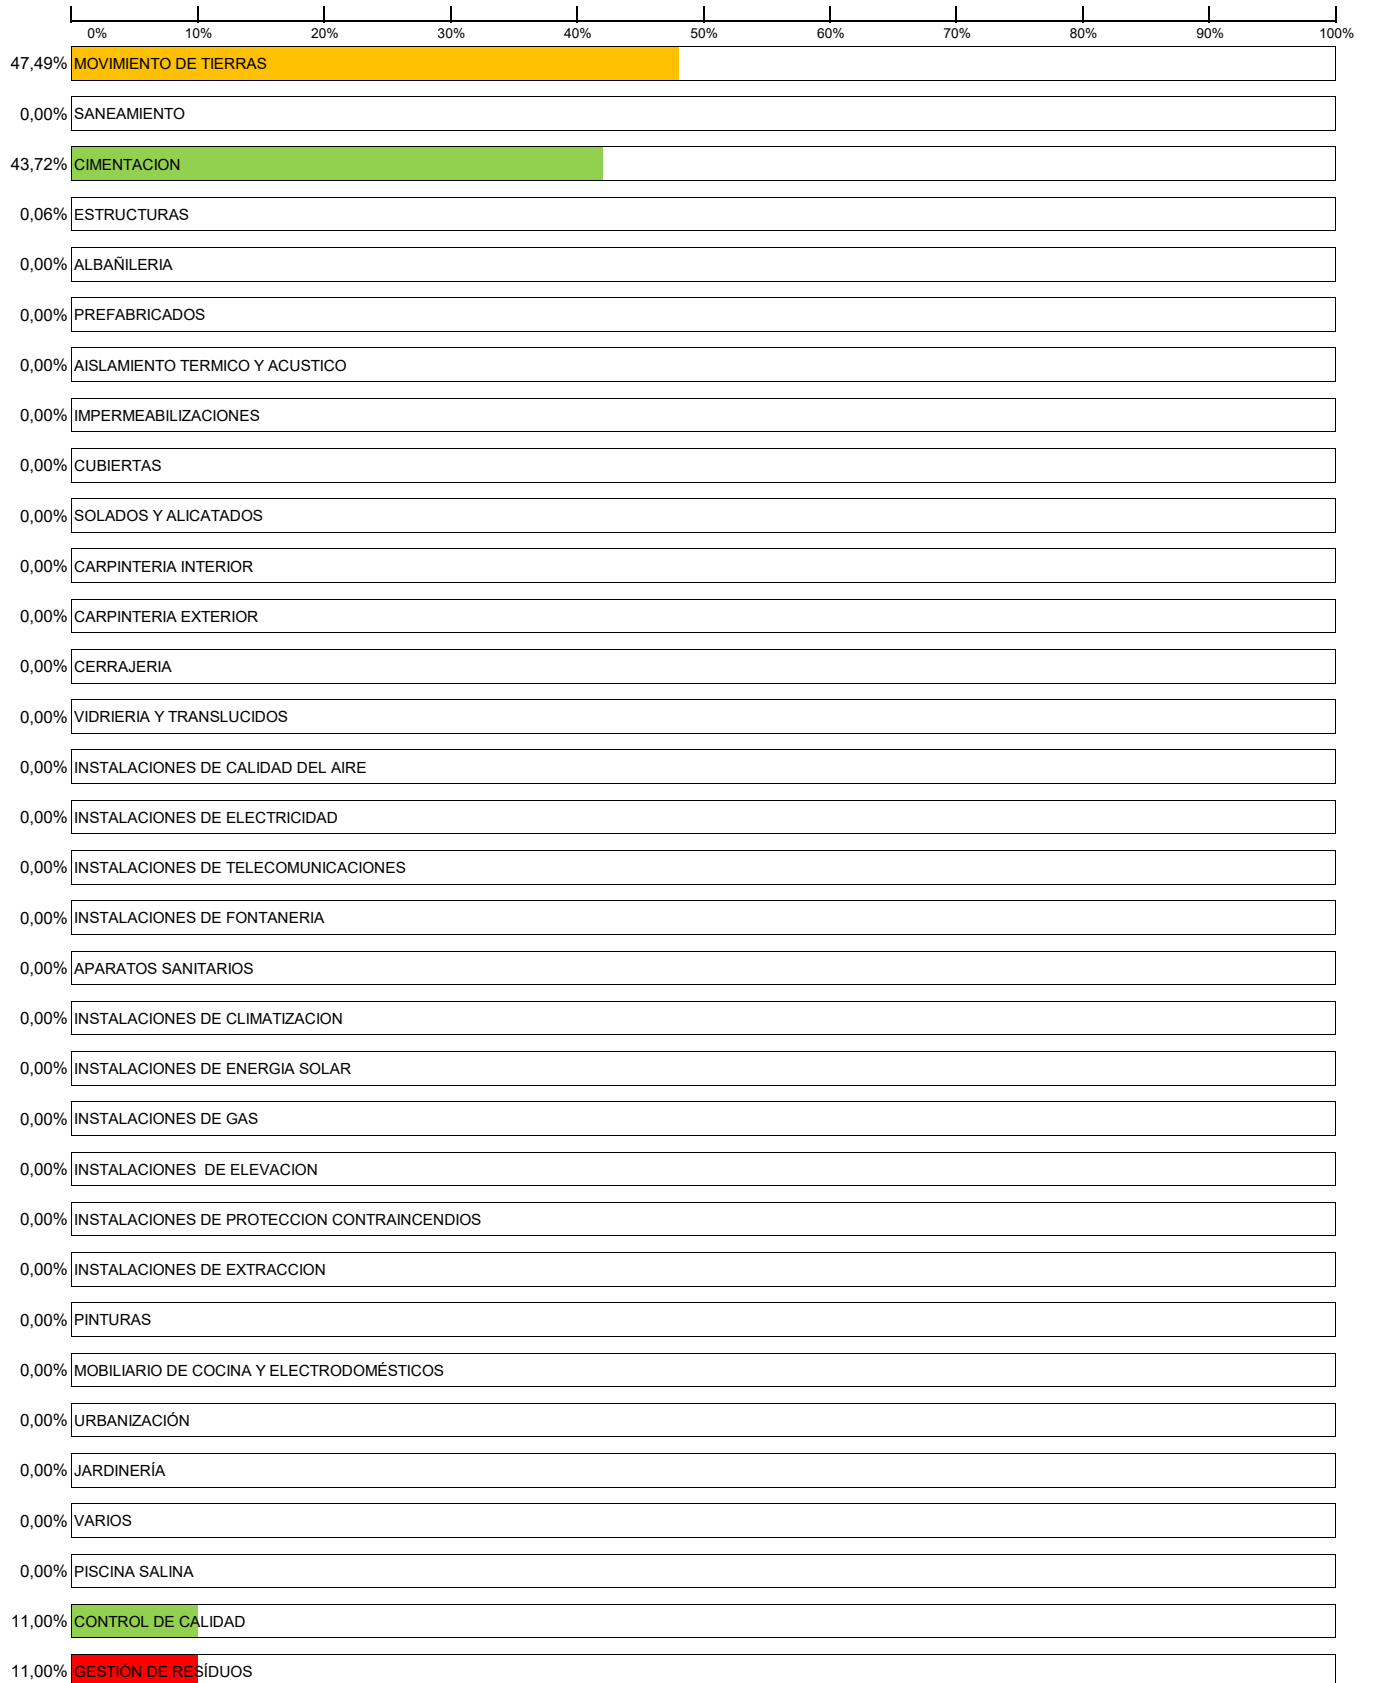 0% 10% 20% 30% 40% 50% 60% 70% 80% 90% 100%
47,49% MOVIMIENTO DE TIERRAS
0,00% SANEAMIENTO
43,72% CIMENTACION
0,06% ESTRUCTURAS
0,00% ALBAÑILERIA
0,00% PREFABRICADOS
0,00% AISLAMIENTO TERMICO Y ACUSTICO
0,00% IMPERMEABILIZACIONES
0,00% CUBIERTAS
0,00% SOLADOS Y ALICATADOS
0,00% CARPINTERIA INTERIOR
0,00% CARPINTERIA EXTERIOR
0,00% CERRAJERIA
0,00% VIDRIERIA Y TRANSLUCIDOS
0,00% INSTALACIONES DE CALIDAD DEL AIRE
0,00% INSTALACIONES DE ELECTRICIDAD
0,00% INSTALACIONES DE TELECOMUNICACIONES
0,00% INSTALACIONES DE FONTANERIA
0,00% APARATOS SANITARIOS
0,00% INSTALACIONES DE CLIMATIZACION
0,00% INSTALACIONES DE ENERGIA SOLAR
0,00% INSTALACIONES DE GAS
0,00% INSTALACIONES  DE ELEVACION
0,00% INSTALACIONES DE PROTECCION CONTRAINCENDIOS
0,00% INSTALACIONES DE EXTRACCION
0,00% PINTURAS
0,00% MOBILIARIO DE COCINA Y ELECTRODOMÉSTICOS
0,00% URBANIZACIÓN
0,00% JARDINERÍA
0,00% VARIOS
0,00% PISCINA SALINA
11,00% CONTROL DE CALIDAD
11,00% GESTIÓN DE RESÍDUOS